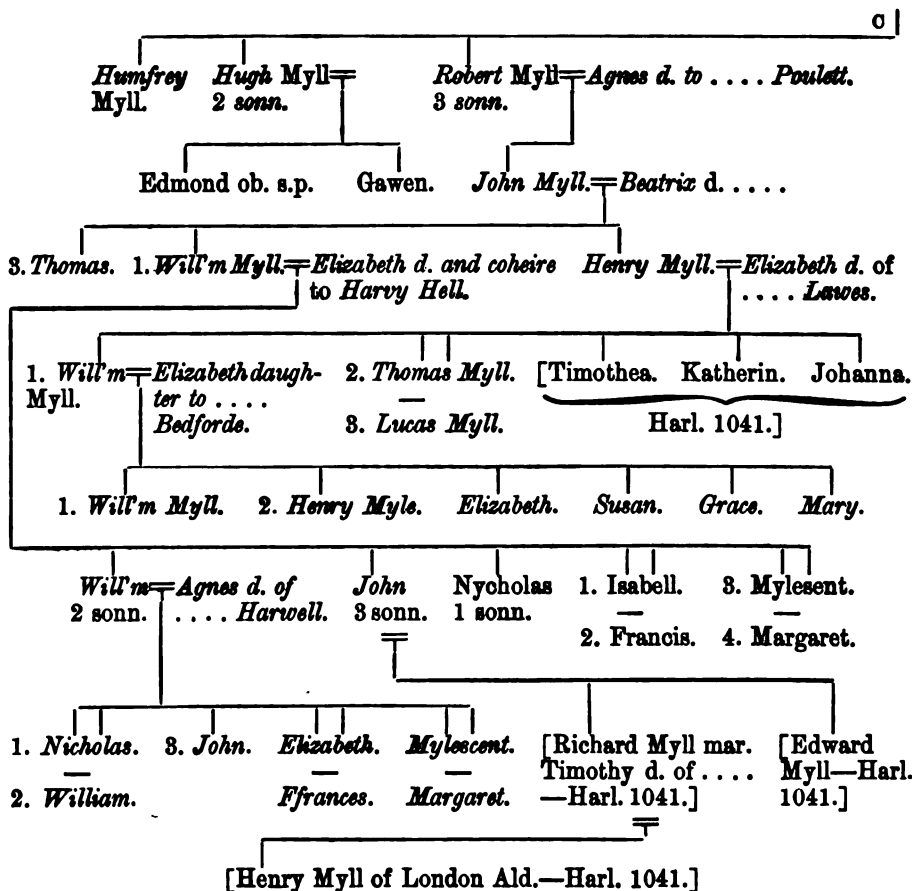 C
Humfrey Hugh Myll Robert Myll Agnes d. to . . . . Poulett.
Myll. 2 sonn. 3 sonn.
Edmond ob. s.p. Gawen. John Myll. Beatrix d. . . . .
3. Thomas. 1. Will'm Myll. Elizabeth d. and coheire Henry Myll. Elizabeth d. of
to Harvy Hell. . . . . Lawes.
1. Will'm Elizabeth daugh- 2. Thomas Myll. [Timothea. Katherin. Johanna.
Myll. ter to . . . .
Bedforde. 3. Lucas Myll. Harl. 1041.]
1. Will'm Myll. 2. Henry Myle. Elizabeth. Susan. Grace. Mary.
Will'm Agnes d. of John Nycholas 1. Isabell. 3. Mylesent.
2 sonn. . . . . Harwell. 3 sonn. 1 sonn.
2. Francis. 4. Margaret.
1. Nicholas. 3. John. Elizabeth. Mylescent. [Richard Myll mar. [Edward
Timothy d. of . . . . Myll—Harl.
2. William. Ffrances. Margaret. —Harl. 1041.] 1041.]
[Henry Myll of London Ald.—Harl. 1041.]